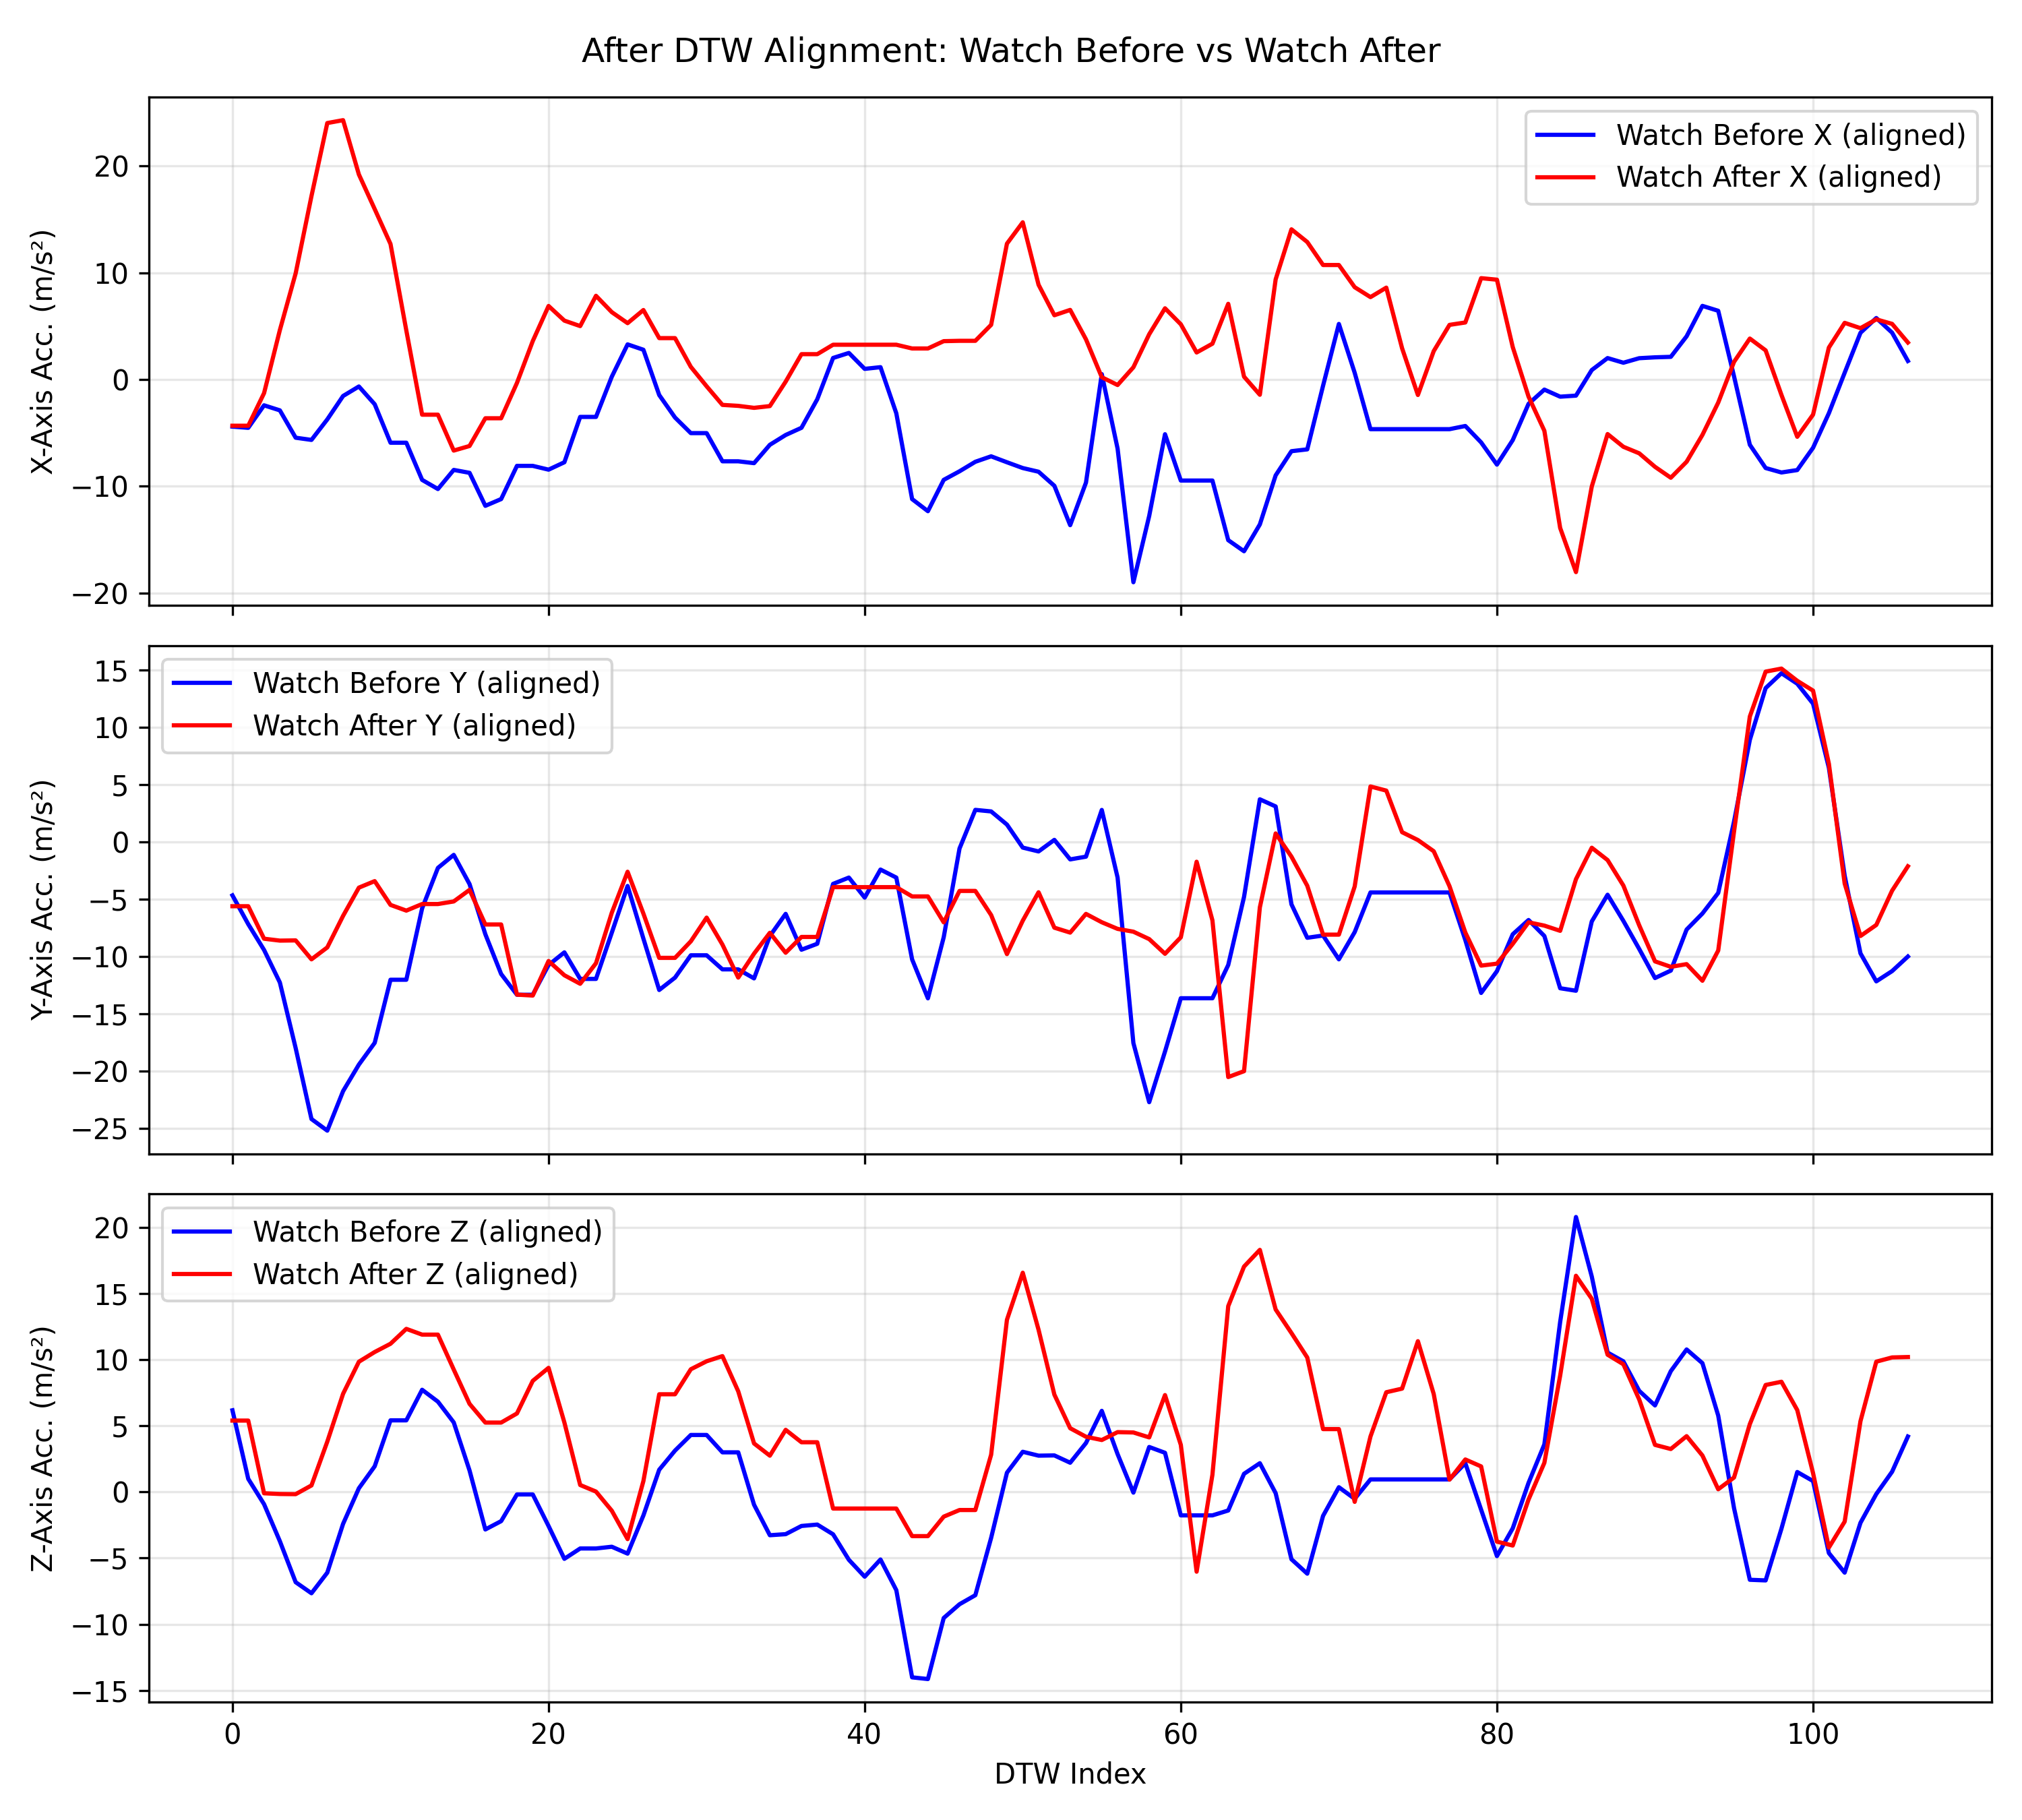 After DTW Alignment: Watch Before vs Watch After
X-Axis Acc. (m/s²)
20
10
0
−10
−20
Watch Before X (aligned)
Watch After X (aligned)
Y-Axis Acc. (m/s²)
15
10
5
0
−5
−10
−15
−20
−25
Watch Before Y (aligned)
Watch After Y (aligned)
Z-Axis Acc. (m/s²)
20
15
10
5
0
−5
−10
−15
Watch Before Z (aligned)
Watch After Z (aligned)
0 20 40 60 80 100
DTW Index